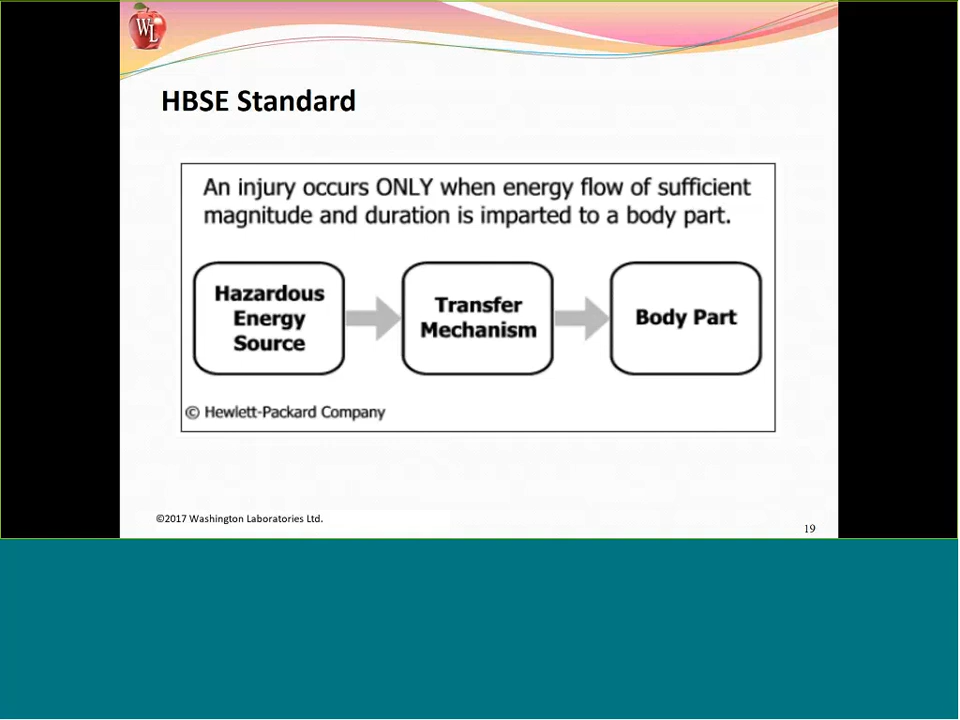 WL
HBSE Standard
An injury occurs ONLY when energy flow of sufficient
magnitude and duration is imparted to a body part.
Hazardous
Energy
Source
Transfer
Mechanism
Body Part
© Hewlett-Packard Company
©2017 Washington Laboratories Ltd.
19